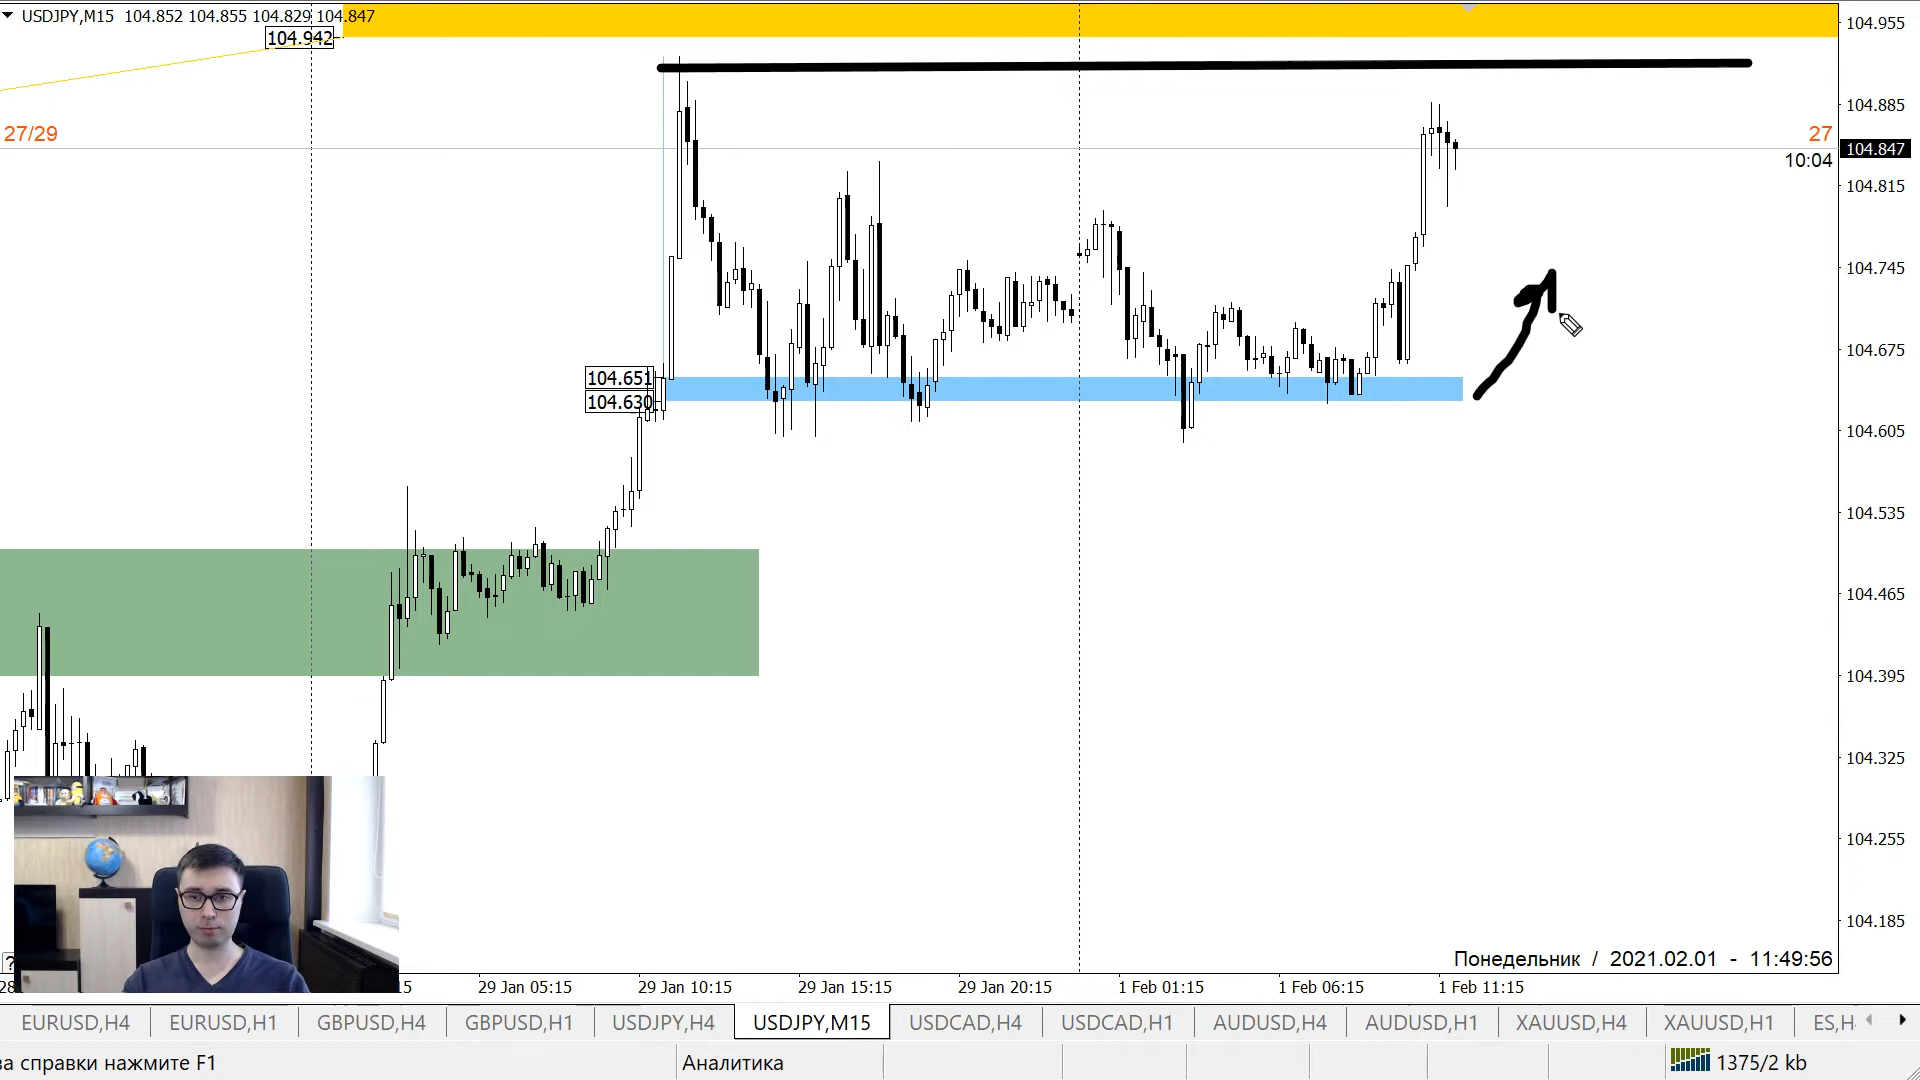 USDJPY,M15 104.852 104.855 104.829 104.847
104.942
104.955
104.885
27/29
27
104.847
10:04
104.815
104.745
104.675
104.651
104.630
104.605
104.535
104.465
104.395
104.325
104.255
104.185
?
Понедельник / 2021.02.01 - 11:49:56
29 Jan 05:15
29 Jan 10:15
29 Jan 15:15
29 Jan 20:15
1 Feb 01:15
1 Feb 06:15
1 Feb 11:15
EURUSD,H4 EURUSD,H1 GBPUSD,H4 GBPUSD,H1 USDJPY,H4 USDJPY,M15 USDCAD,H4 USDCAD,H1 AUDUSD,H4 AUDUSD,H1 XAUUSD,H4 XAUUSD,H1 ES,H
за справки нажмите F1
Аналитика
1375/2 kb